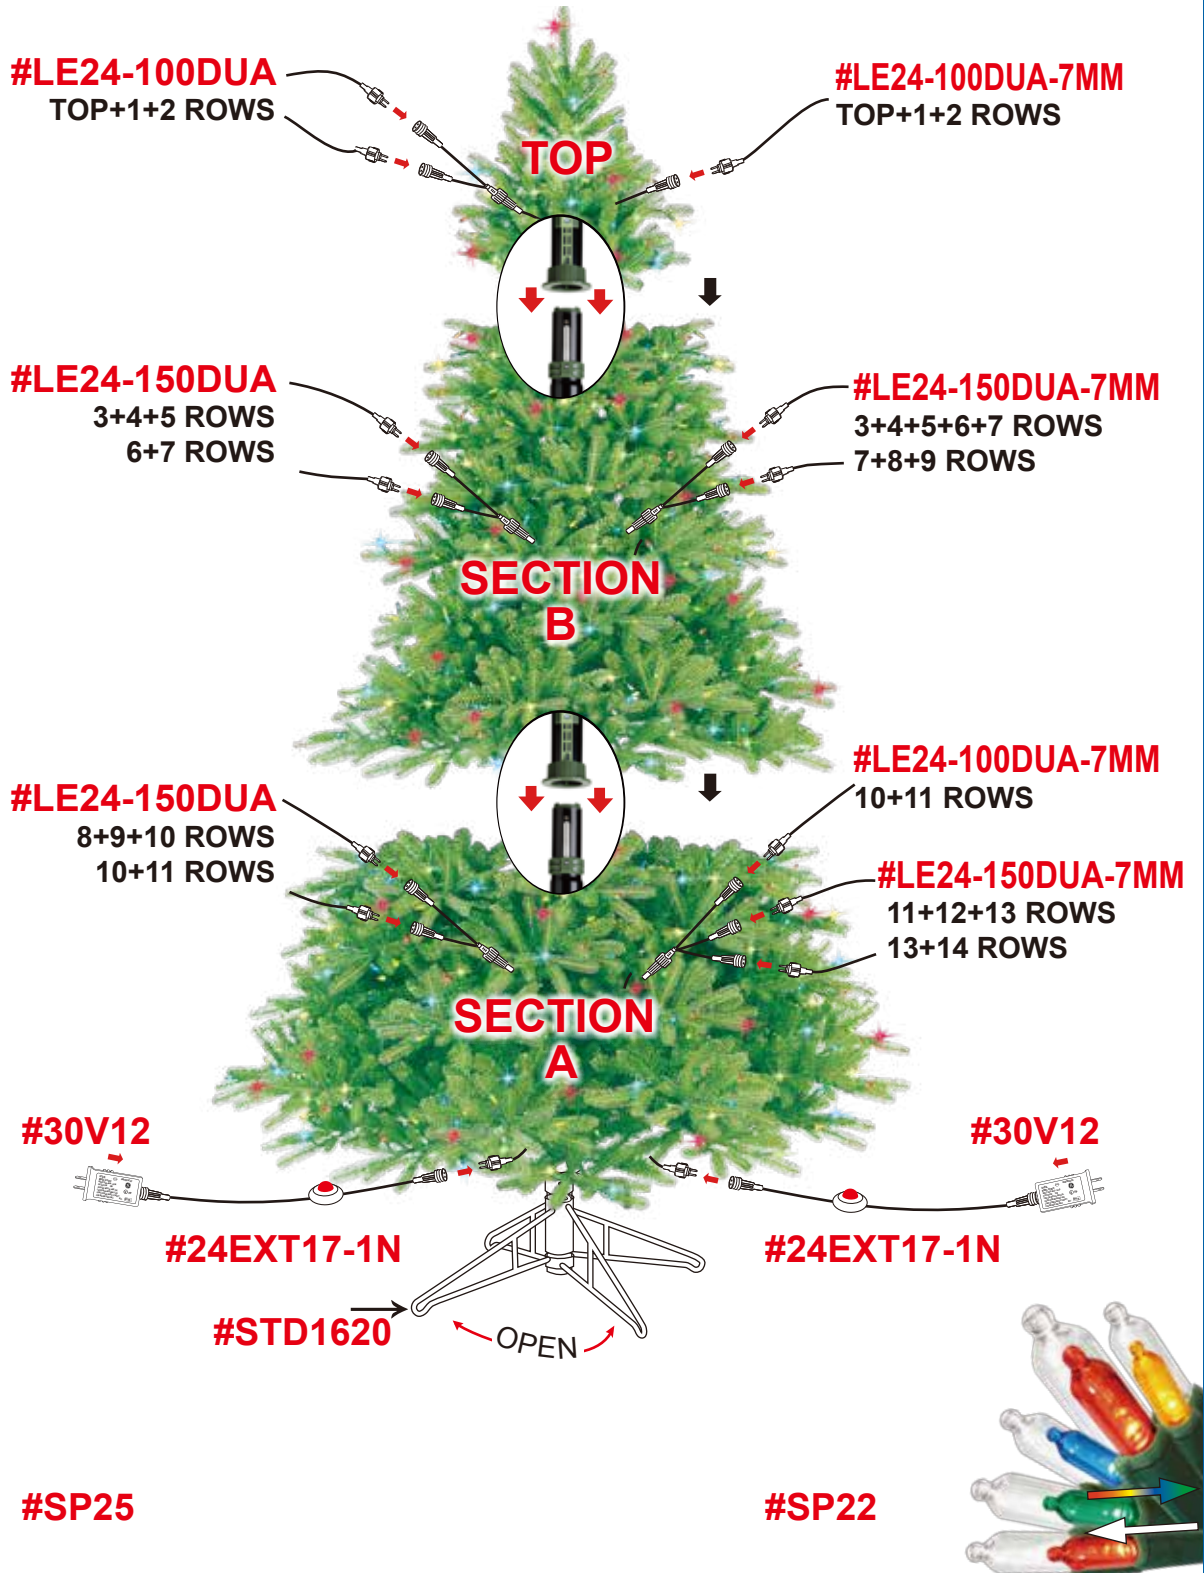 #LE24-100DUA
TOP+1+2 ROWS
#LE24-100DUA-7MM
TOP+1+2 ROWS
TOP
#LE24-150DUA
3+4+5 ROWS
6+7 ROWS
#LE24-150DUA-7MM
3+4+5+6+7 ROWS
7+8+9 ROWS
SECTION
B
#LE24-150DUA
8+9+10 ROWS
10+11 ROWS
#LE24-100DUA-7MM
10+11 ROWS
#LE24-150DUA-7MM
11+12+13 ROWS
13+14 ROWS
SECTION
A
#30V12
#30V12
#24EXT17-1N
#24EXT17-1N
#STD1620
OPEN
#SP25
#SP22